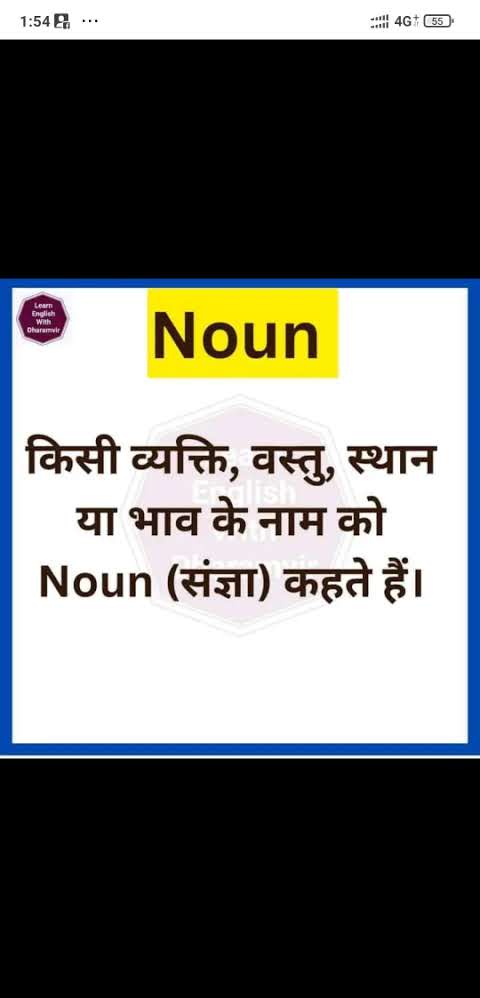 1:54
4G+
55
Learn
English
With
Dharamvir
Noun
किसी व्यक्ति, वस्तु, स्थान
या भाव के नाम को
Noun (संज्ञा) कहते हैं।